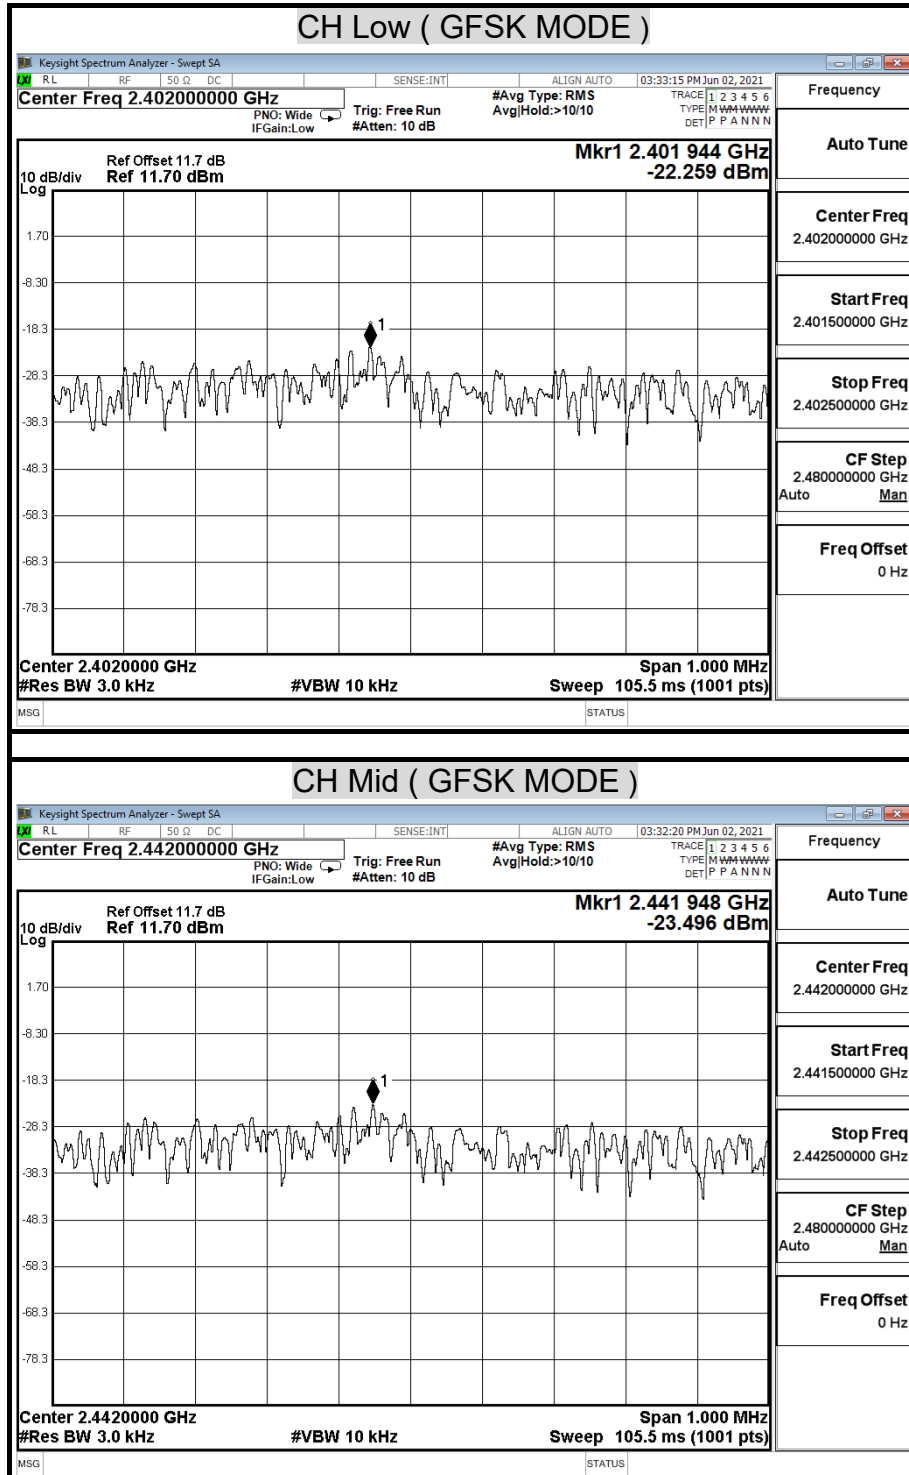 CH Low ( GFSK MODE )
Keysight Spectrum Analyzer - Swept SA
LXI RL RF 50 Ω DC SENSE:INT ALIGN AUTO 03:33:15 PM Jun 02, 2021
Center Freq 2.402000000 GHz
PNO: Wide
IFGain:Low
Trig: Free Run
#Atten: 10 dB
#Avg Type: RMS
Avg|Hold:>10/10
TRACE 1 2 3 4 5 6
TYPE M WM WWWW
DET P P A N N N
Frequency
Mkr1 2.401 944 GHz
-22.259 dBm
Ref Offset 11.7 dB
10 dB/div Ref 11.70 dBm
Log
1.70
-8.30
-18.3
-28.3
-38.3
-48.3
-58.3
-68.3
-78.3
1
Center 2.4020000 GHz Span 1.000 MHz
#Res BW 3.0 kHz #VBW 10 kHz Sweep 105.5 ms (1001 pts)
MSG STATUS
Auto Tune
Center Freq
2.402000000 GHz
Start Freq
2.401500000 GHz
Stop Freq
2.402500000 GHz
CF Step
2.480000000 GHz
Auto Man
Freq Offset
0 Hz
CH Mid ( GFSK MODE )
Keysight Spectrum Analyzer - Swept SA
LXI RL RF 50 Ω DC SENSE:INT ALIGN AUTO 03:32:20 PM Jun 02, 2021
Center Freq 2.442000000 GHz
PNO: Wide
IFGain:Low
Trig: Free Run
#Atten: 10 dB
#Avg Type: RMS
Avg|Hold:>10/10
TRACE 1 2 3 4 5 6
TYPE M WM WWWW
DET P P A N N N
Frequency
Mkr1 2.441 948 GHz
-23.496 dBm
Ref Offset 11.7 dB
10 dB/div Ref 11.70 dBm
Log
1.70
-8.30
-18.3
-28.3
-38.3
-48.3
-58.3
-68.3
-78.3
1
Center 2.4420000 GHz Span 1.000 MHz
#Res BW 3.0 kHz #VBW 10 kHz Sweep 105.5 ms (1001 pts)
MSG STATUS
Auto Tune
Center Freq
2.442000000 GHz
Start Freq
2.441500000 GHz
Stop Freq
2.442500000 GHz
CF Step
2.480000000 GHz
Auto Man
Freq Offset
0 Hz